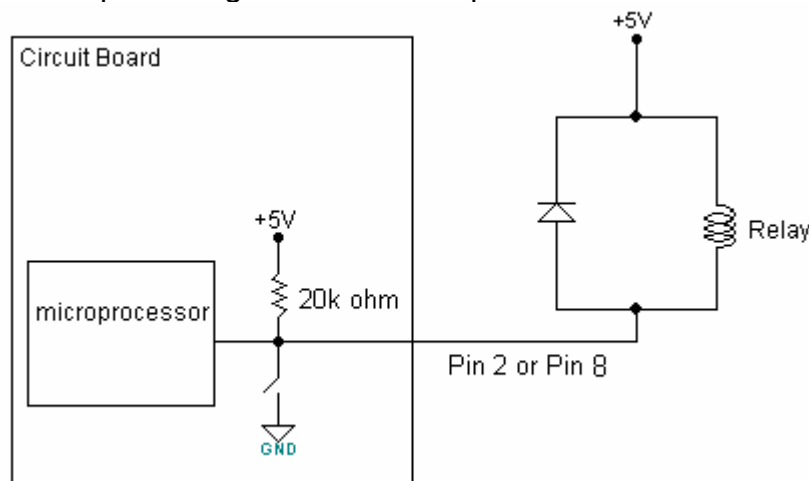 +5V
Circuit Board
+5V
Relay
20k ohm
microprocessor
Pin 2 or Pin 8
GND